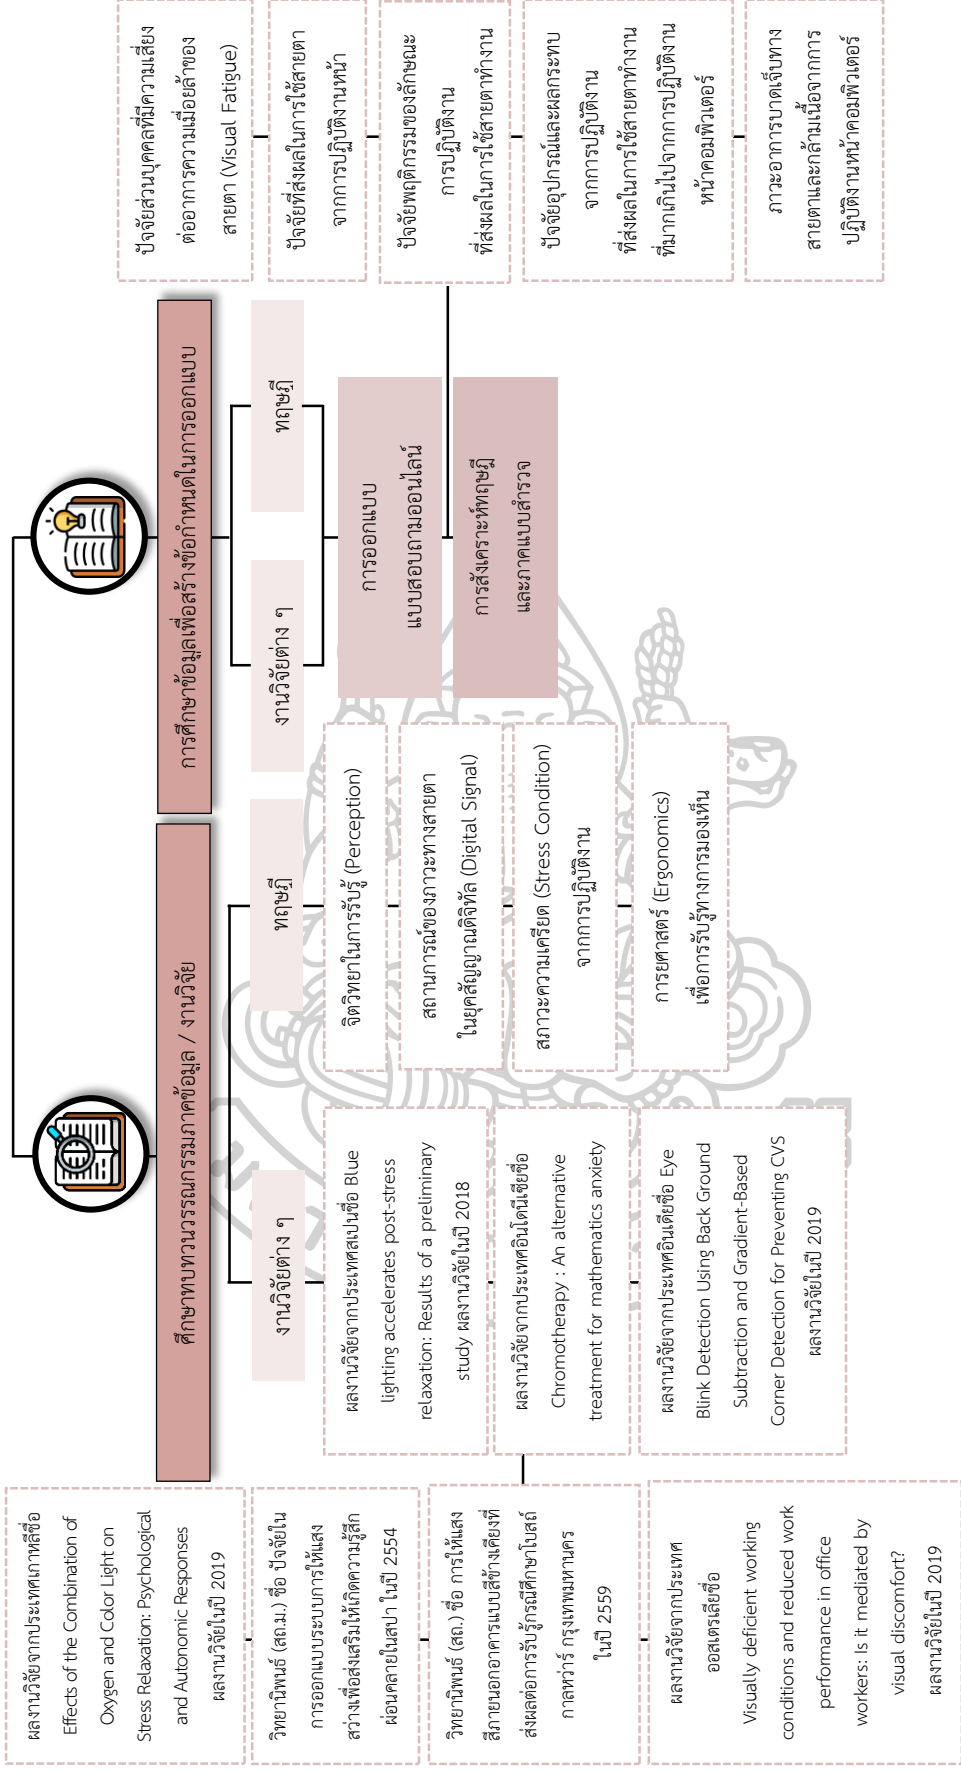 ศึกษาทบทวนวรรณกรรมภาคข้อมูล / งานวิจัย
งานวิจัยต่าง ๆ
ทฤษฎี
ผลงานวิจัยจากประเทศเกาหลีชื่อ
Effects of the Combination of
Oxygen and Color Light on
Stress Relaxation: Psychological
and Autonomic Responses
ผลงานวิจัยในปี 2019
วิทยานิพนธ์ (สถ.ม.) ชื่อ ปัจจัยใน
การออกแบบระบบการให้แสง
สว่างเพื่อส่งเสริมให้เกิดความรู้สึก
ผ่อนคลายในสปา ในปี 2554
วิทยานิพนธ์ (สถ.) ชื่อ การให้แสง
สีภายนอกอาคารแบบสีข้างเคียงที่
ส่งผลต่อการรับรู้กรณีศึกษาโบสถ์
กาลหว่าร์ กรุงเทพมหานคร
ในปี 2559
ผลงานวิจัยจากประเทศ
ออสเตรเลียชื่อ
Visually deficient working
conditions and reduced work
performance in office
workers: Is it mediated by
visual discomfort?
ผลงานวิจัยในปี 2019
ผลงานวิจัยจากประเทศสเปนชื่อ Blue
lighting accelerates post-stress
relaxation: Results of a preliminary
study ผลงานวิจัยในปี 2018
ผลงานวิจัยจากประเทศอินโดนีเซียชื่อ
Chromotherapy : An alternative
treatment for mathematics anxiety
ผลงานวิจัยจากประเทศอินเดียชื่อ Eye
Blink Detection Using Back Ground
Subtraction and Gradient-Based
Corner Detection for Preventing CVS
ผลงานวิจัยในปี 2019
จิตวิทยาในการรับรู้ (Perception)
สถานการณ์ของภาวะทางสายตา
ในยุคสัญญาณดิจิทัล (Digital Signal)
สภาวะความเครียด (Stress Condition)
จากการปฏิบัติงาน
การยศาสตร์ (Ergonomics)
เพื่อการรับรู้ทางการมองเห็น
การศึกษาข้อมูลเพื่อสร้างข้อกำหนดในการออกแบบ
งานวิจัยต่าง ๆ
ทฤษฎี
การออกแบบ
แบบสอบถามออนไลน์
การสังเคราะห์ทฤษฎี
และภาคแบบสำรวจ
ปัจจัยส่วนบุคคลที่มีความเสี่ยง
ต่ออาการความเมื่อยล้าของ
สายตา (Visual Fatigue)
ปัจจัยที่ส่งผลในการใช้สายตา
จากการปฏิบัติงานหน้า
ปัจจัยพฤติกรรมของลักษณะ
การปฏิบัติงาน
ที่ส่งผลในการใช้สายตาทำงาน
ปัจจัยอุปกรณ์และผลกระทบ
จากการปฏิบัติงาน
ที่ส่งผลในการใช้สายตาทำงาน
ที่มากเกินไปจากการปฏิบัติงาน
หน้าคอมพิวเตอร์
ภาวะอาการบาดเจ็บทาง
สายตาและกล้ามเนื้อจากการ
ปฏิบัติงานหน้าคอมพิวเตอร์